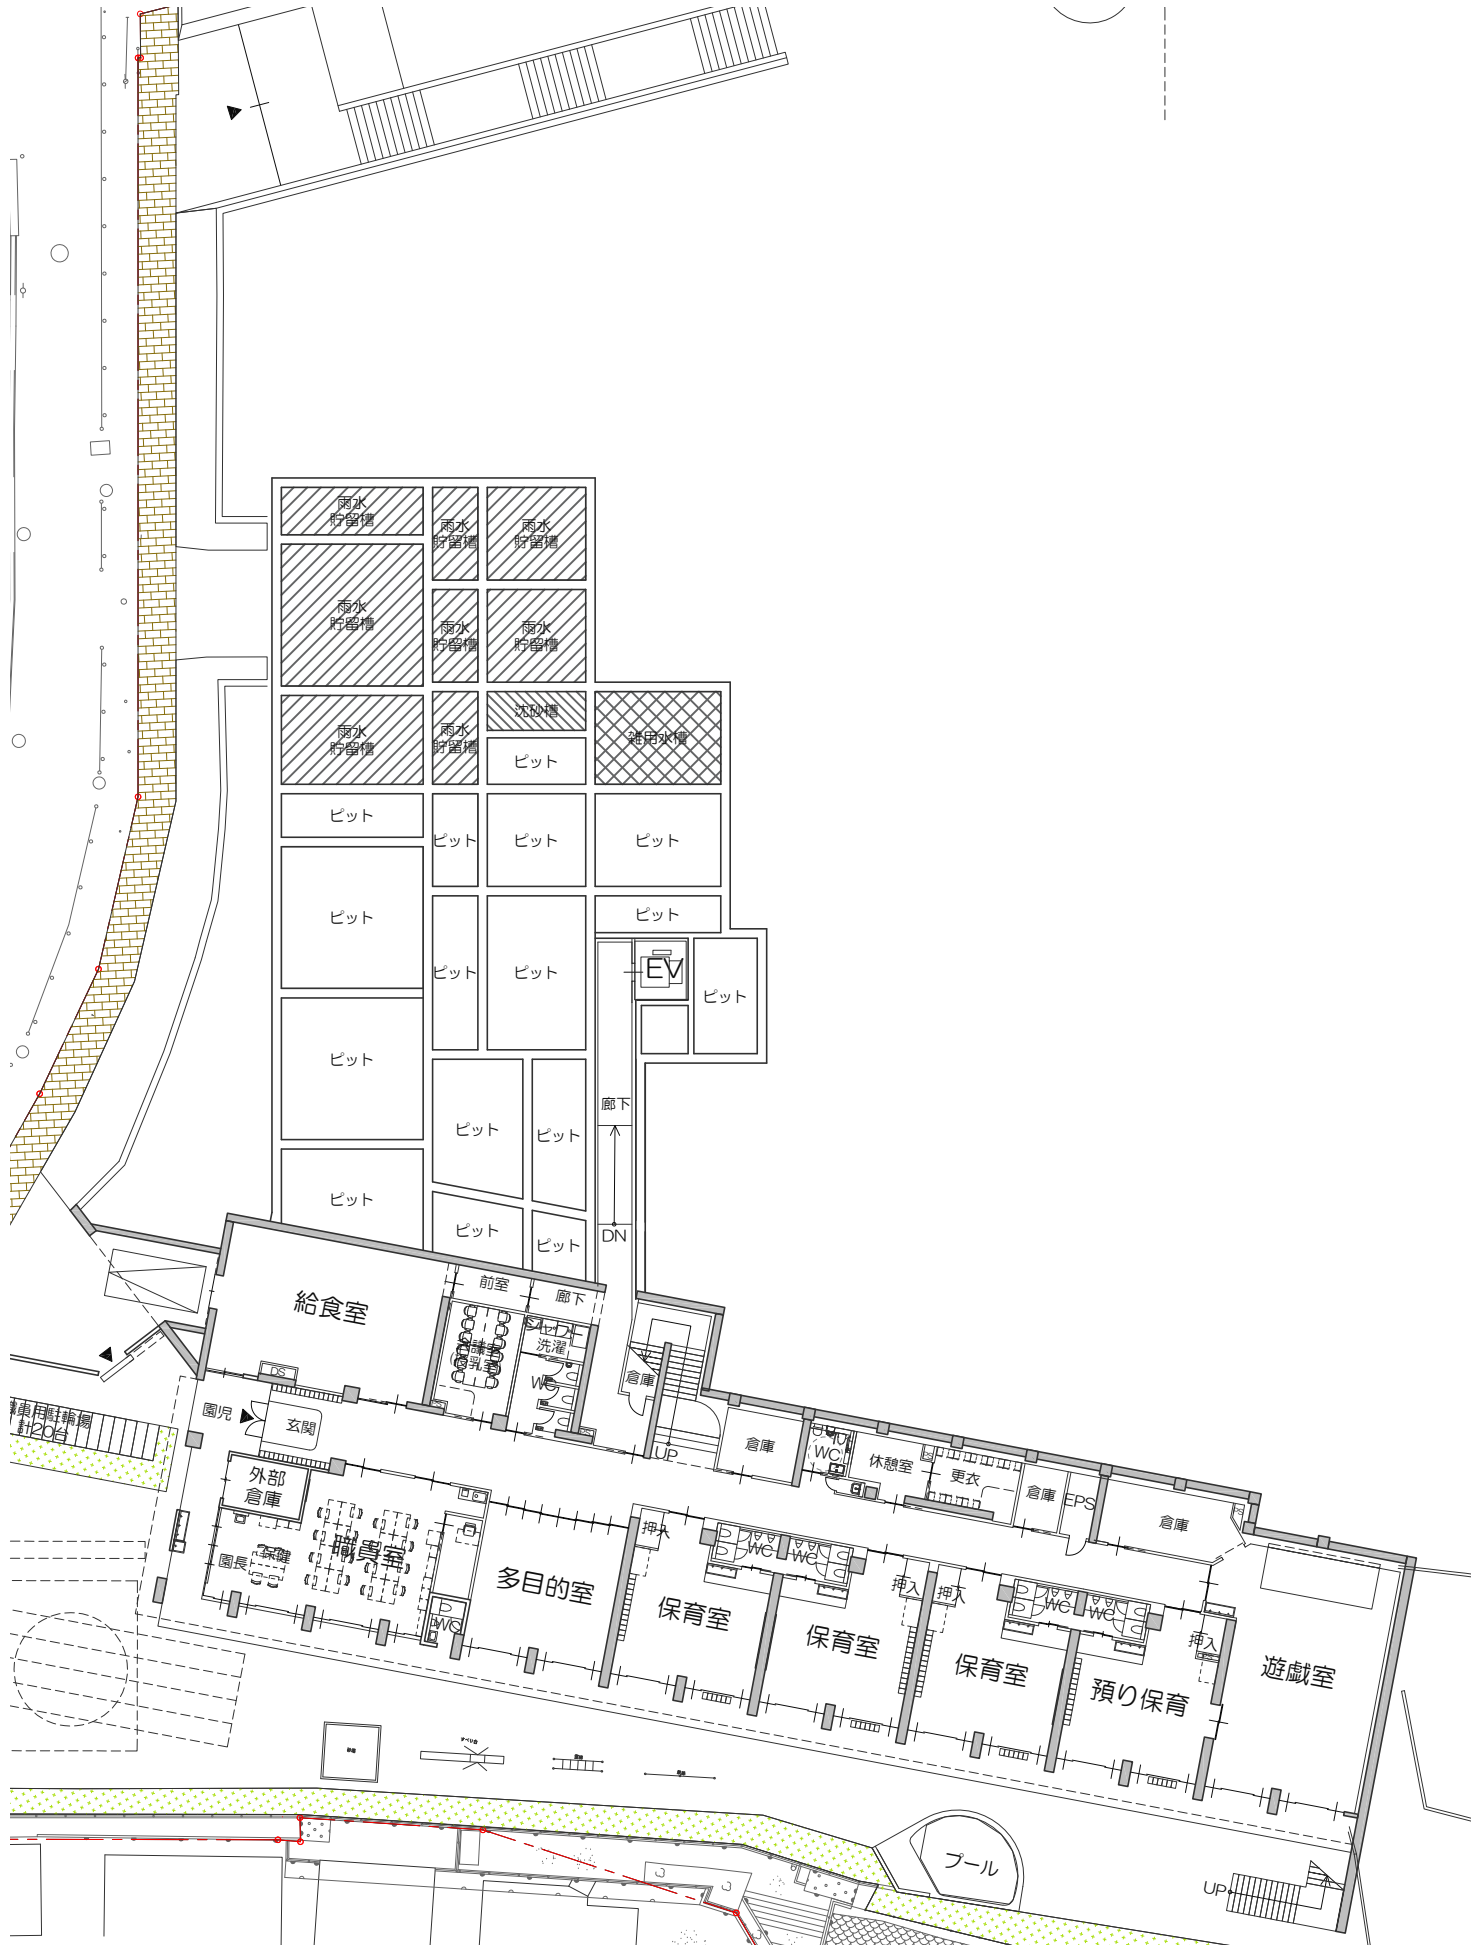 雨水
貯留槽
雨水
貯留槽
雨水
貯留槽
雨水
貯留槽
雨水
貯留槽
雨水
貯留槽
雨水
貯留槽
雨水
貯留槽
沈砂槽
雑用水槽
ピット
ピット
ピット
ピット
ピット
ピット
ピット
ピット
ピット
EV
ピット
ピット
廊下
ピット
ピット
ピット
ピット
ピット
DN
前室
廊下
給食室
洗濯
倉庫
DS
WC
園児
玄関
計20台
UP
倉庫
WC
休憩室
更衣
倉庫
EPS
倉庫
外部
倉庫
職員室
保健
園長
WC
多目的室
押入
WC
WC
保育室
押入
保育室
押入
WC
WC
保育室
押入
預り保育
遊戯室
プール
UP